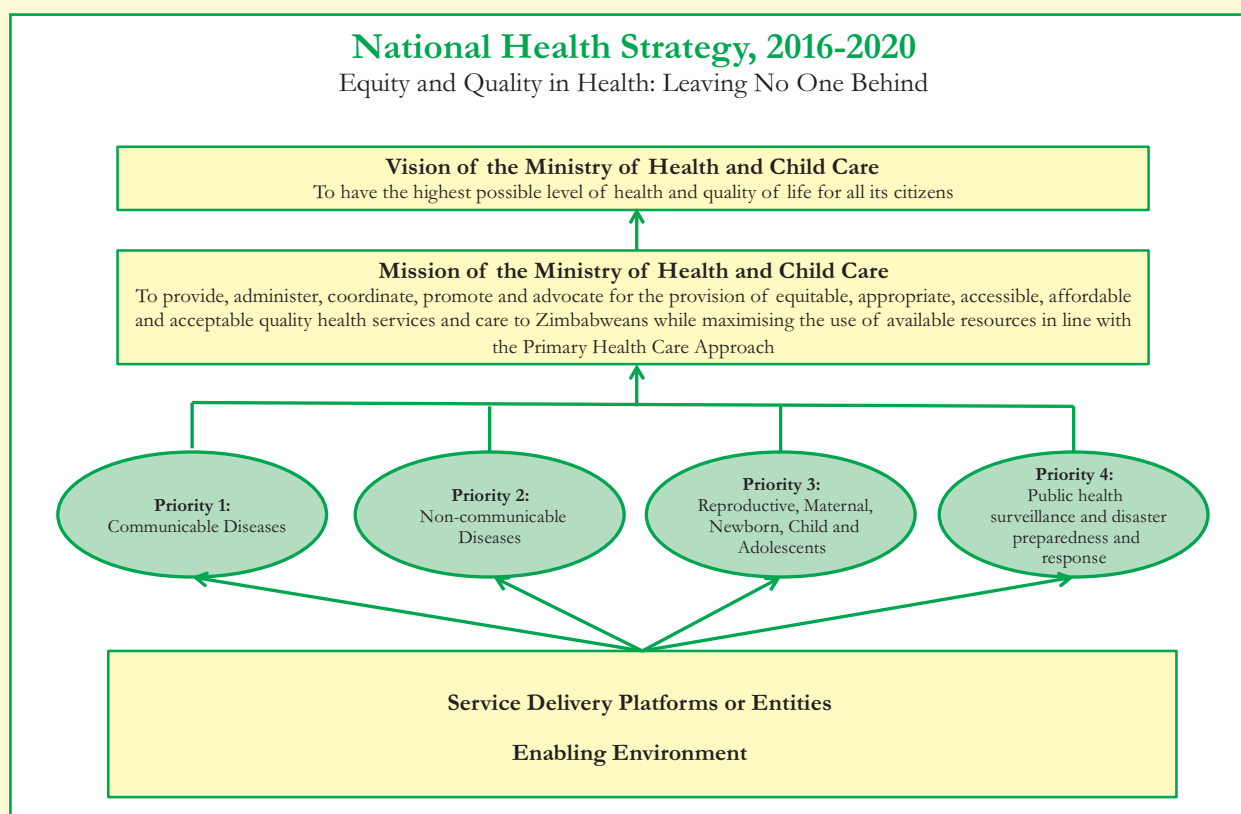 National Health Strategy, 2016-2020
Equity and Quality in Health: Leaving No One Behind
Vision of the Ministry of Health and Child Care
To have the highest possible level of health and quality of life for all its citizens
Mission of the Ministry of Health and Child Care
To provide, administer, coordinate, promote and advocate for the provision of equitable, appropriate, accessible, affordable
and acceptable quality health services and care to Zimbabweans while maximising the use of available resources in line with
the Primary Health Care Approach
Priority 1:
Communicable Diseases
Priority 2:
Non-communicable
Diseases
Priority 3:
Reproductive, Maternal,
Newborn, Child and
Adolescents
Priority 4:
Public health
surveillance and disaster
preparedness and
response
Service Delivery Platforms or Entities
Enabling Environment